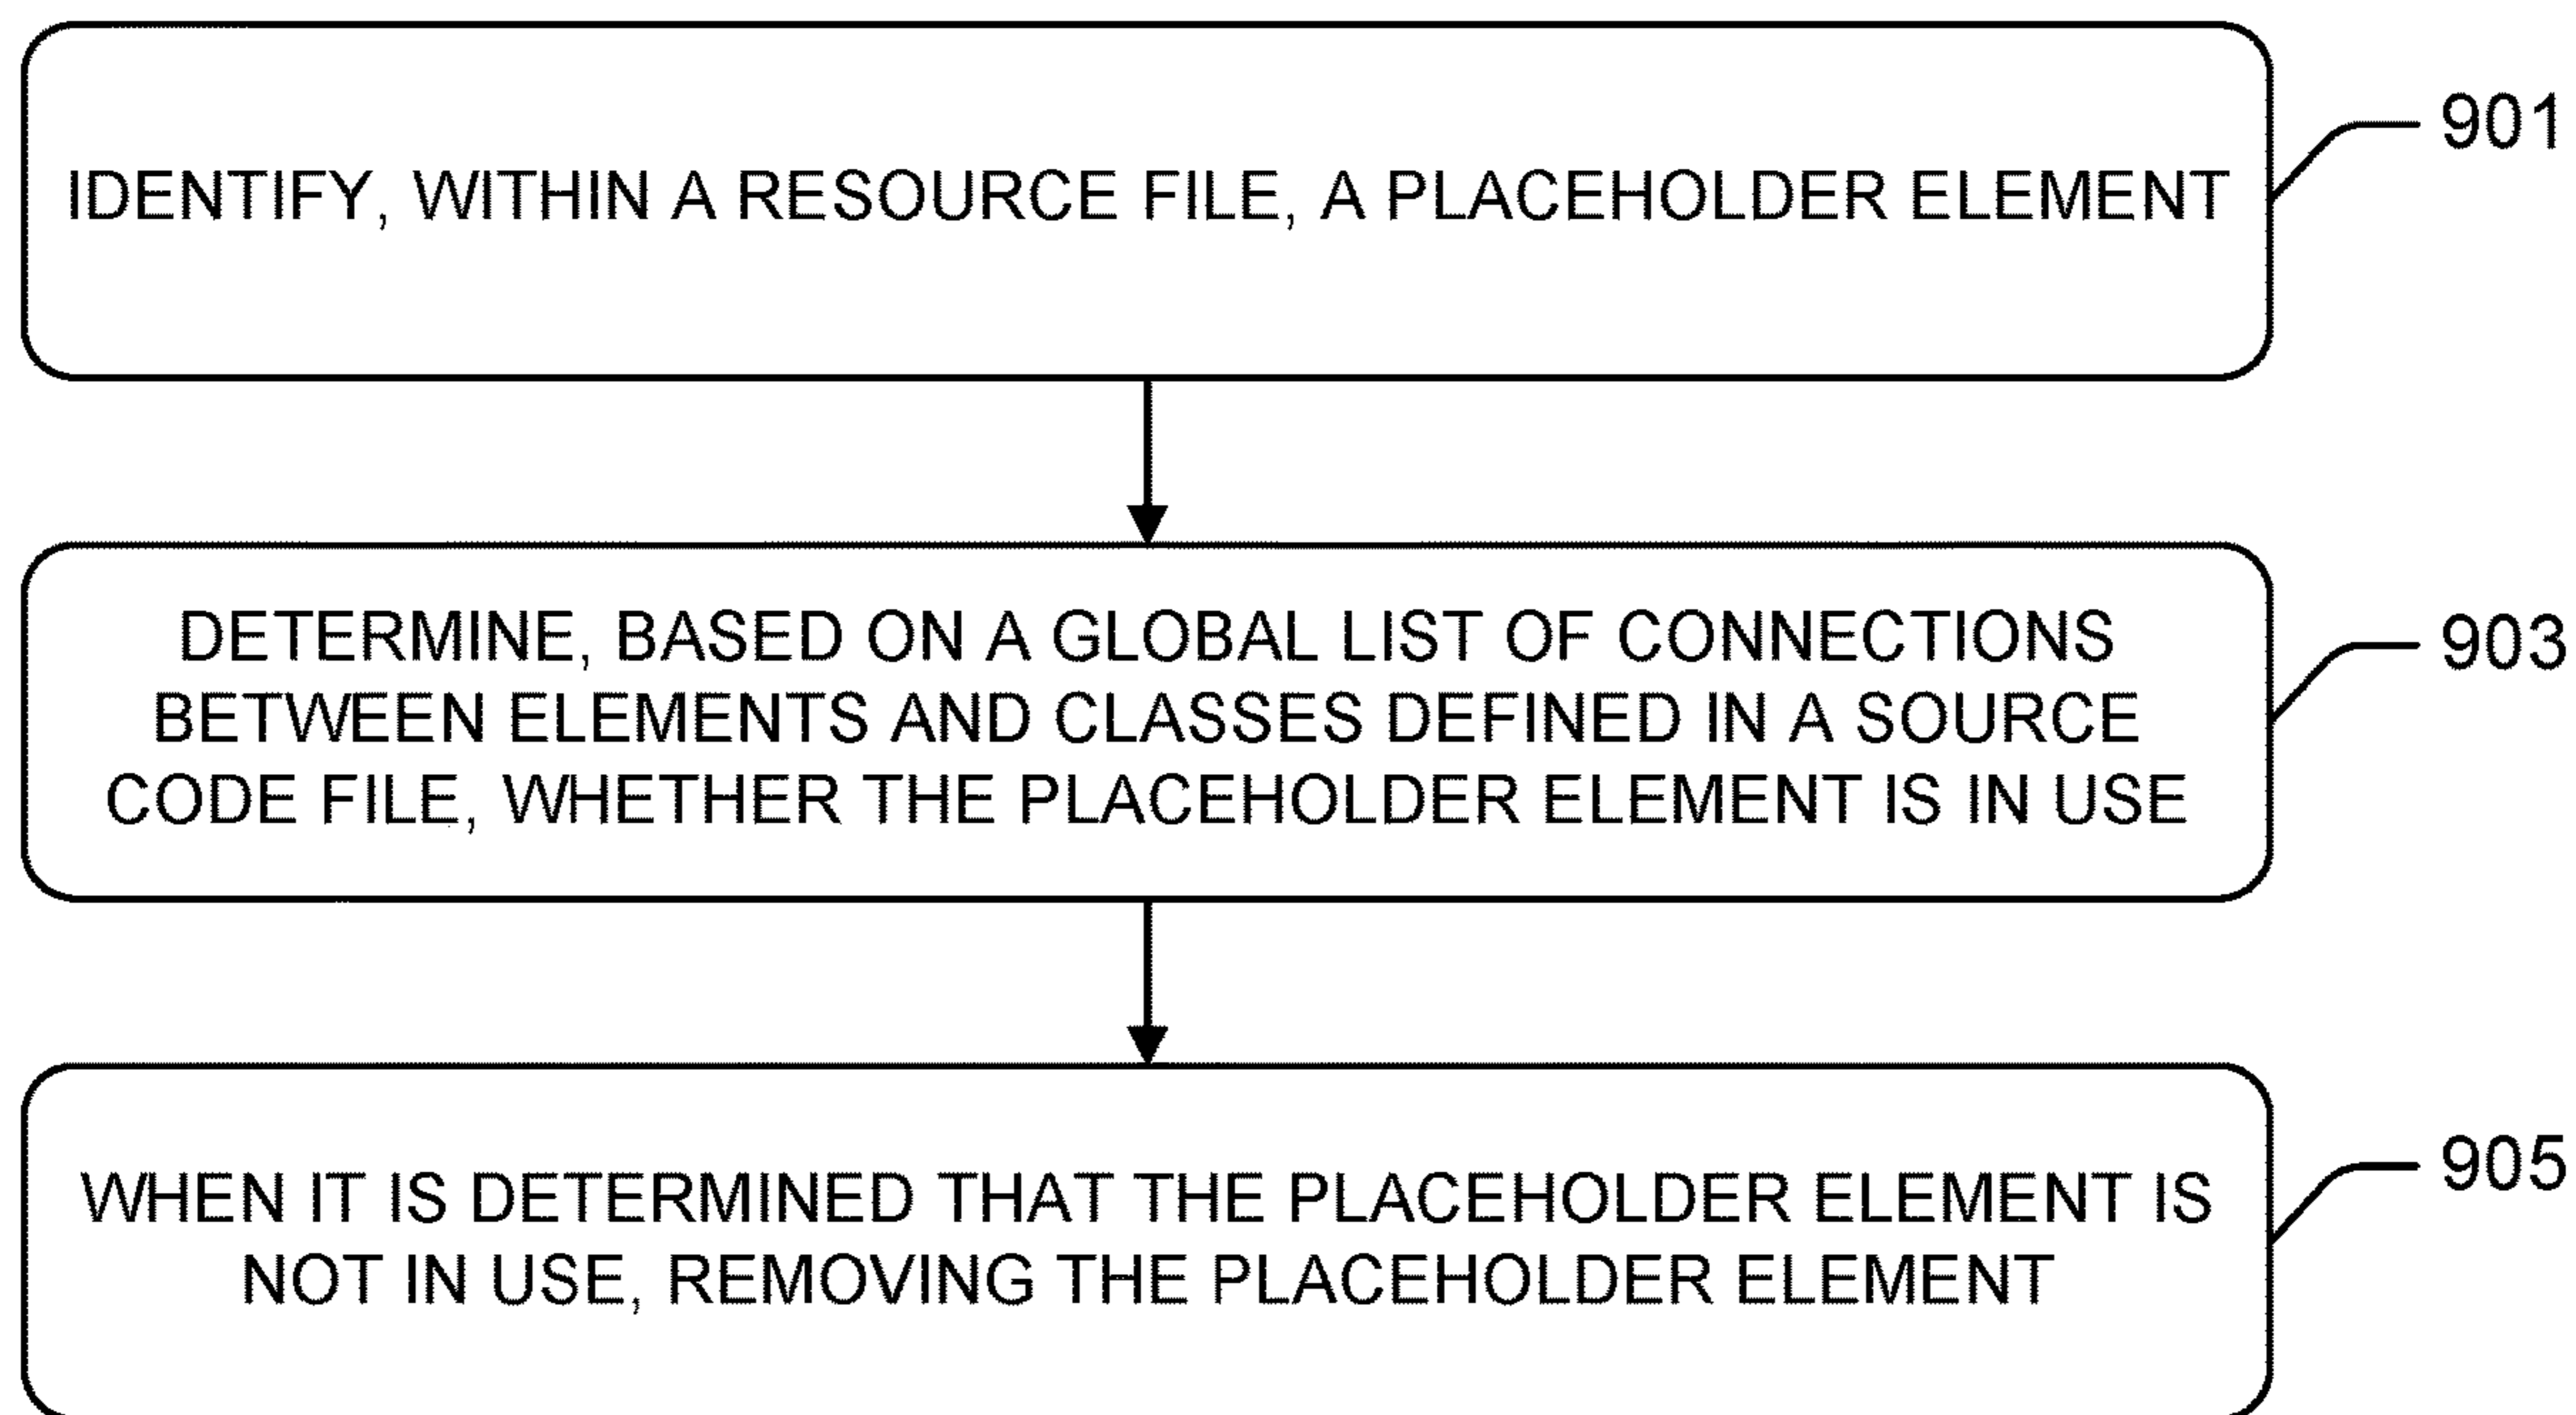 IDENTIFY, WITHIN A RESOURCE FILE, A PLACEHOLDER ELEMENT
901
DETERMINE, BASED ON A GLOBAL LIST OF CONNECTIONS
BETWEEN ELEMENTS AND CLASSES DEFINED IN A SOURCE
CODE FILE, WHETHER THE PLACEHOLDER ELEMENT IS IN USE
903
WHEN IT IS DETERMINED THAT THE PLACEHOLDER ELEMENT IS
NOT IN USE, REMOVING THE PLACEHOLDER ELEMENT
905